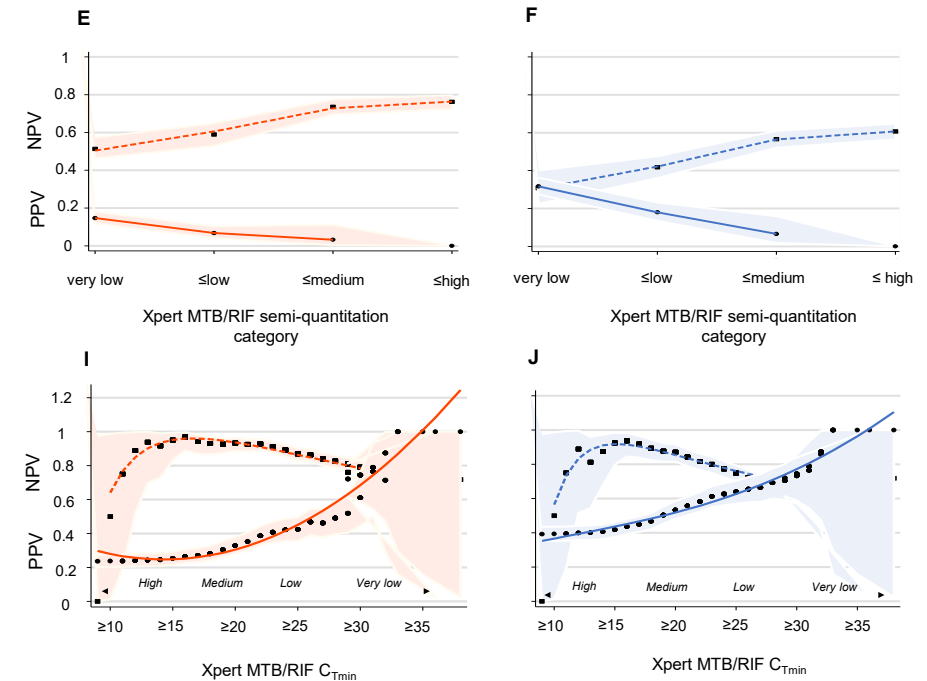 E
F
1
0.8
0.6
0.4
0.2
0
NPV
PPV
very low ≤low ≤medium ≤high
very low ≤low ≤medium ≤ high
Xpert MTB/RIF semi-quantitation
category
Xpert MTB/RIF semi-quantitation
category
I
J
1.2
1
0.8
0.6
0.4
0.2
0
NPV
PPV
High Medium Low Very low
High Medium Low Very low
≥10 ≥15 ≥20 ≥25 ≥30 ≥35
≥10 ≥15 ≥20 ≥25 ≥30 ≥35
Xpert MTB/RIF CTmin
Xpert MTB/RIF CTmin